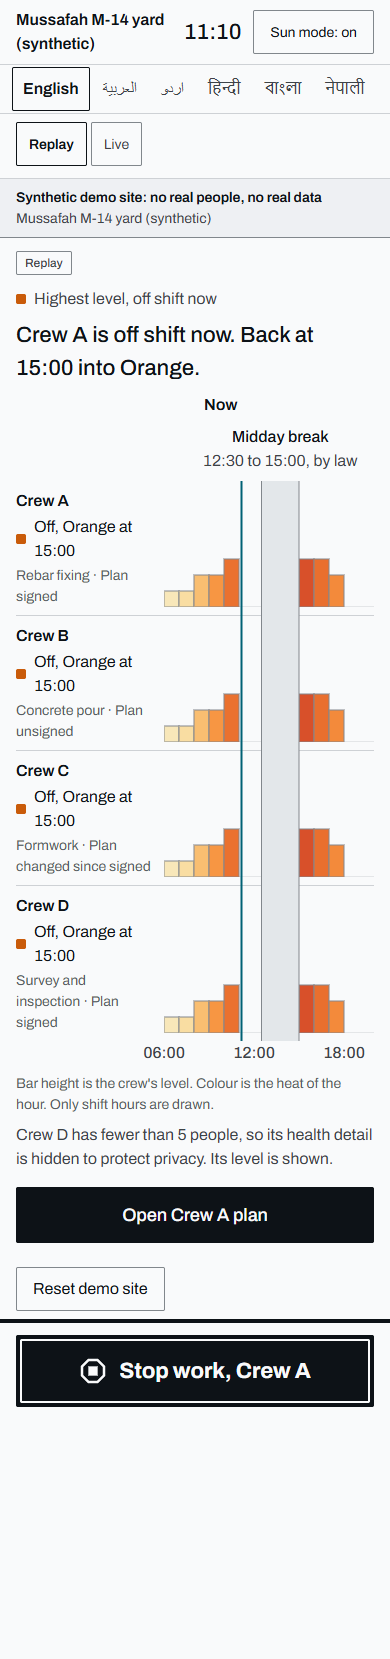 Mussafah M-14 yard
(synthetic)
11:10
Sun mode: on
English
العربية
اردو
हिन्दी
বাংলা
नेपाली
Replay
Live
Synthetic demo site: no real people, no real data
Mussafah M-14 yard (synthetic)
Replay
Highest level, off shift now
Crew A is off shift now. Back at
15:00 into Orange.
Now
Midday break
12:30 to 15:00, by law
Crew A
Off, Orange at
15:00
Rebar fixing · Plan
signed
Crew B
Off, Orange at
15:00
Concrete pour · Plan
unsigned
Crew C
Off, Orange at
15:00
Formwork · Plan
changed since signed
Crew D
Off, Orange at
15:00
Survey and
inspection · Plan
signed
06:00
12:00
18:00
Bar height is the crew's level. Colour is the heat of the
hour. Only shift hours are drawn.
Crew D has fewer than 5 people, so its health detail
is hidden to protect privacy. Its level is shown.
Open Crew A plan
Reset demo site
Stop work, Crew A